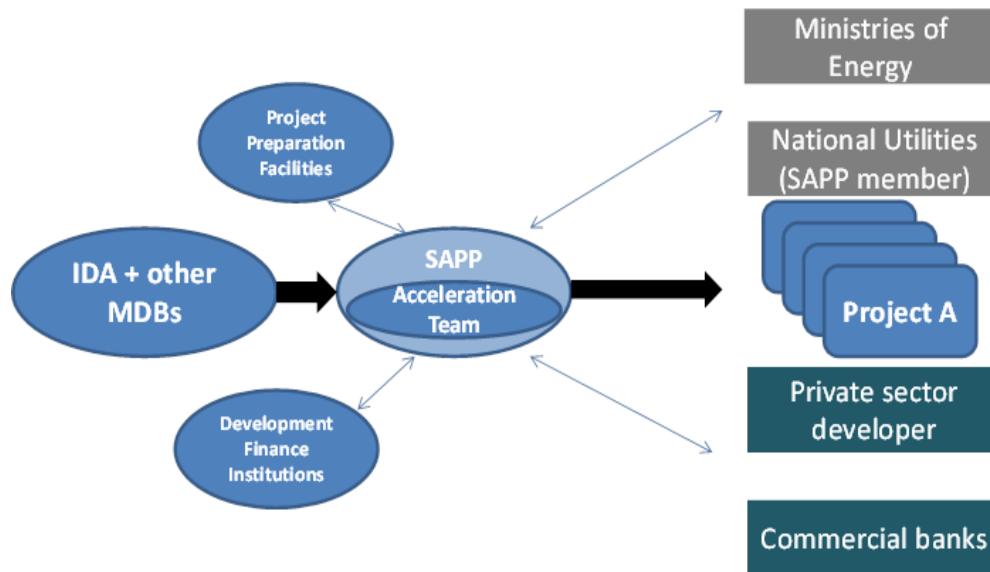 Project
Preparation
Facilities
IDA + other
MDBs
SAPP
Acceleration
Team
Development
Finance
Institutions
Ministries of
Energy
National Utilities
(SAPP member)
Project A
Private sector
developer
Commercial banks